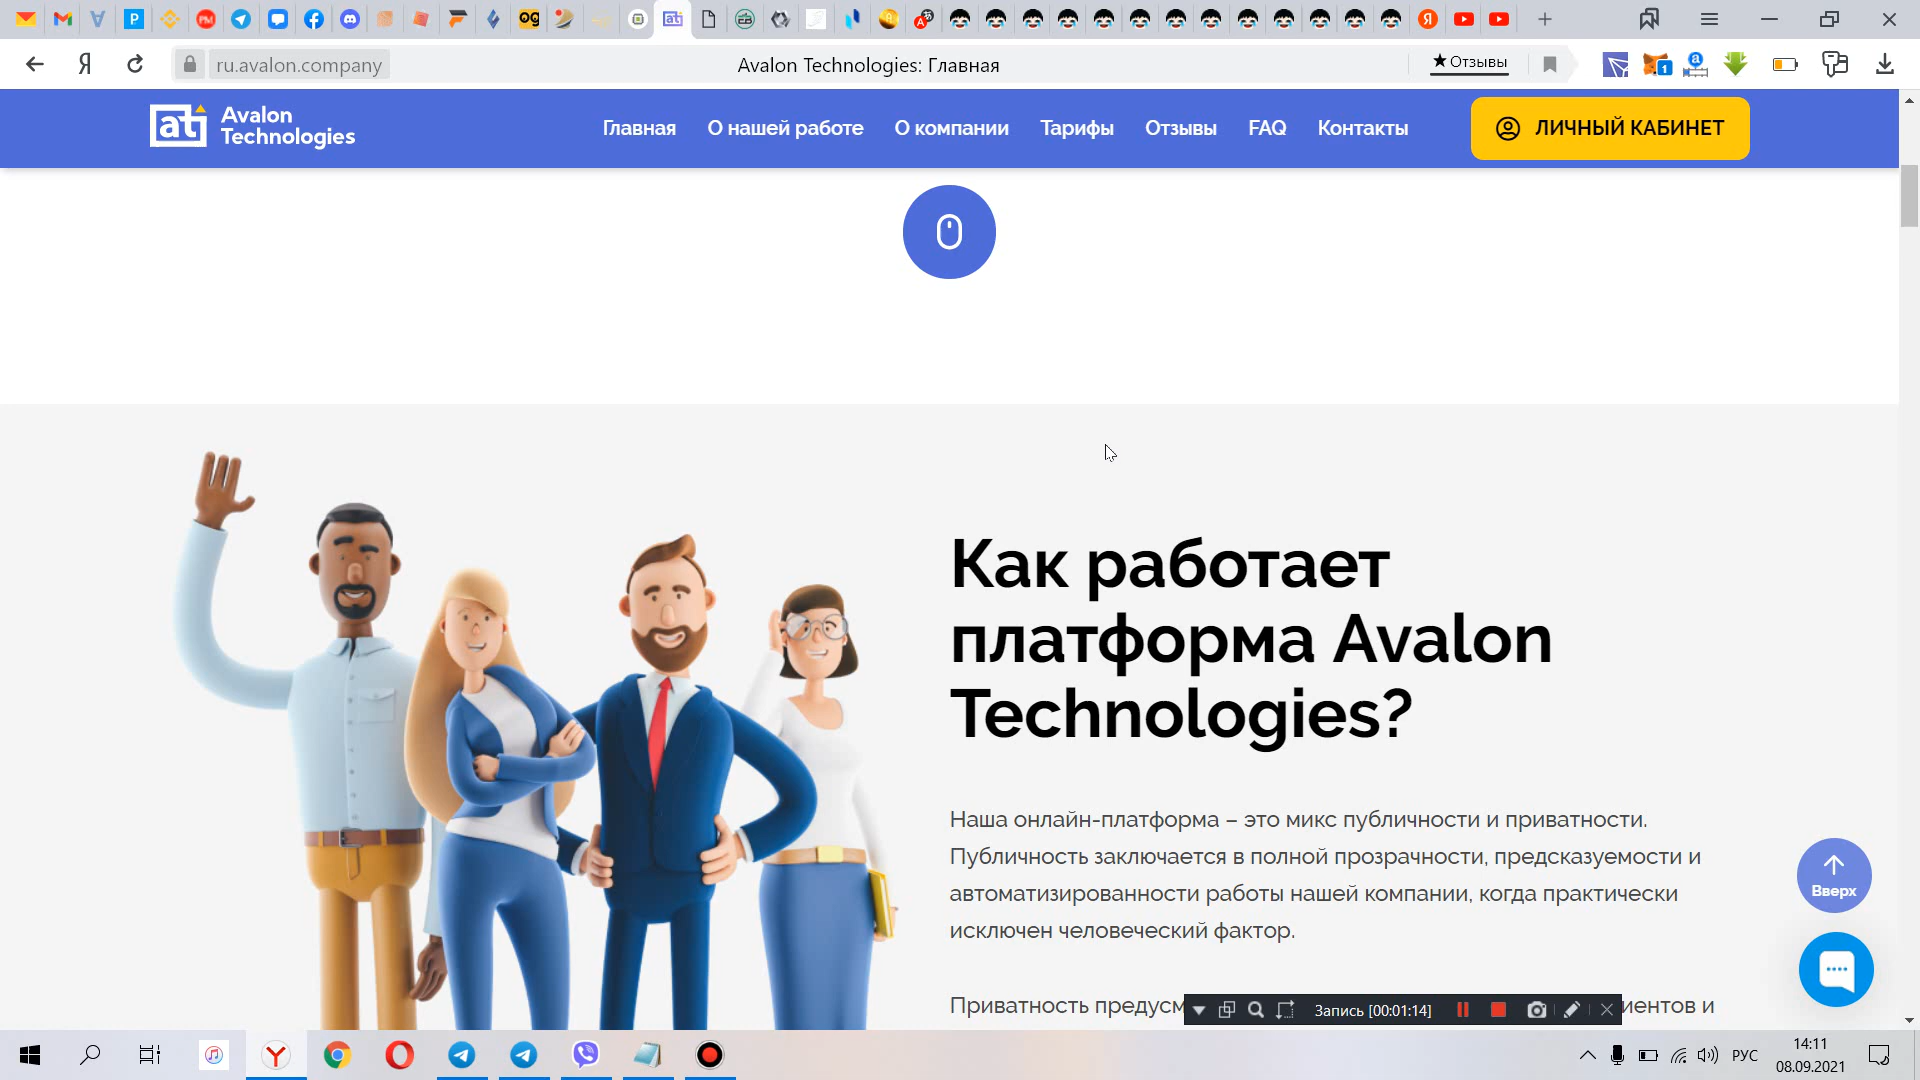 ru.avalon.company
Avalon Technologies: Главная
★Отзывы
1
at
Avalon
Technologies
Главная
О нашей работе
О компании
Тарифы
Отзывы
FAQ
Контакты
ЛИЧНЫЙ КАБИНЕТ
Как работает
платформа Avalon
Technologies?
Наша онлайн-платформа – это микс публичности и приватности.
Публичность заключается в полной прозрачности, предсказуемости и
автоматизированности работы нашей компании, когда практически
исключен человеческий фактор.
Вверх
Приватность предусм
иентов и
Запись [00:01:14]
РУС
14:11
08.09.2021